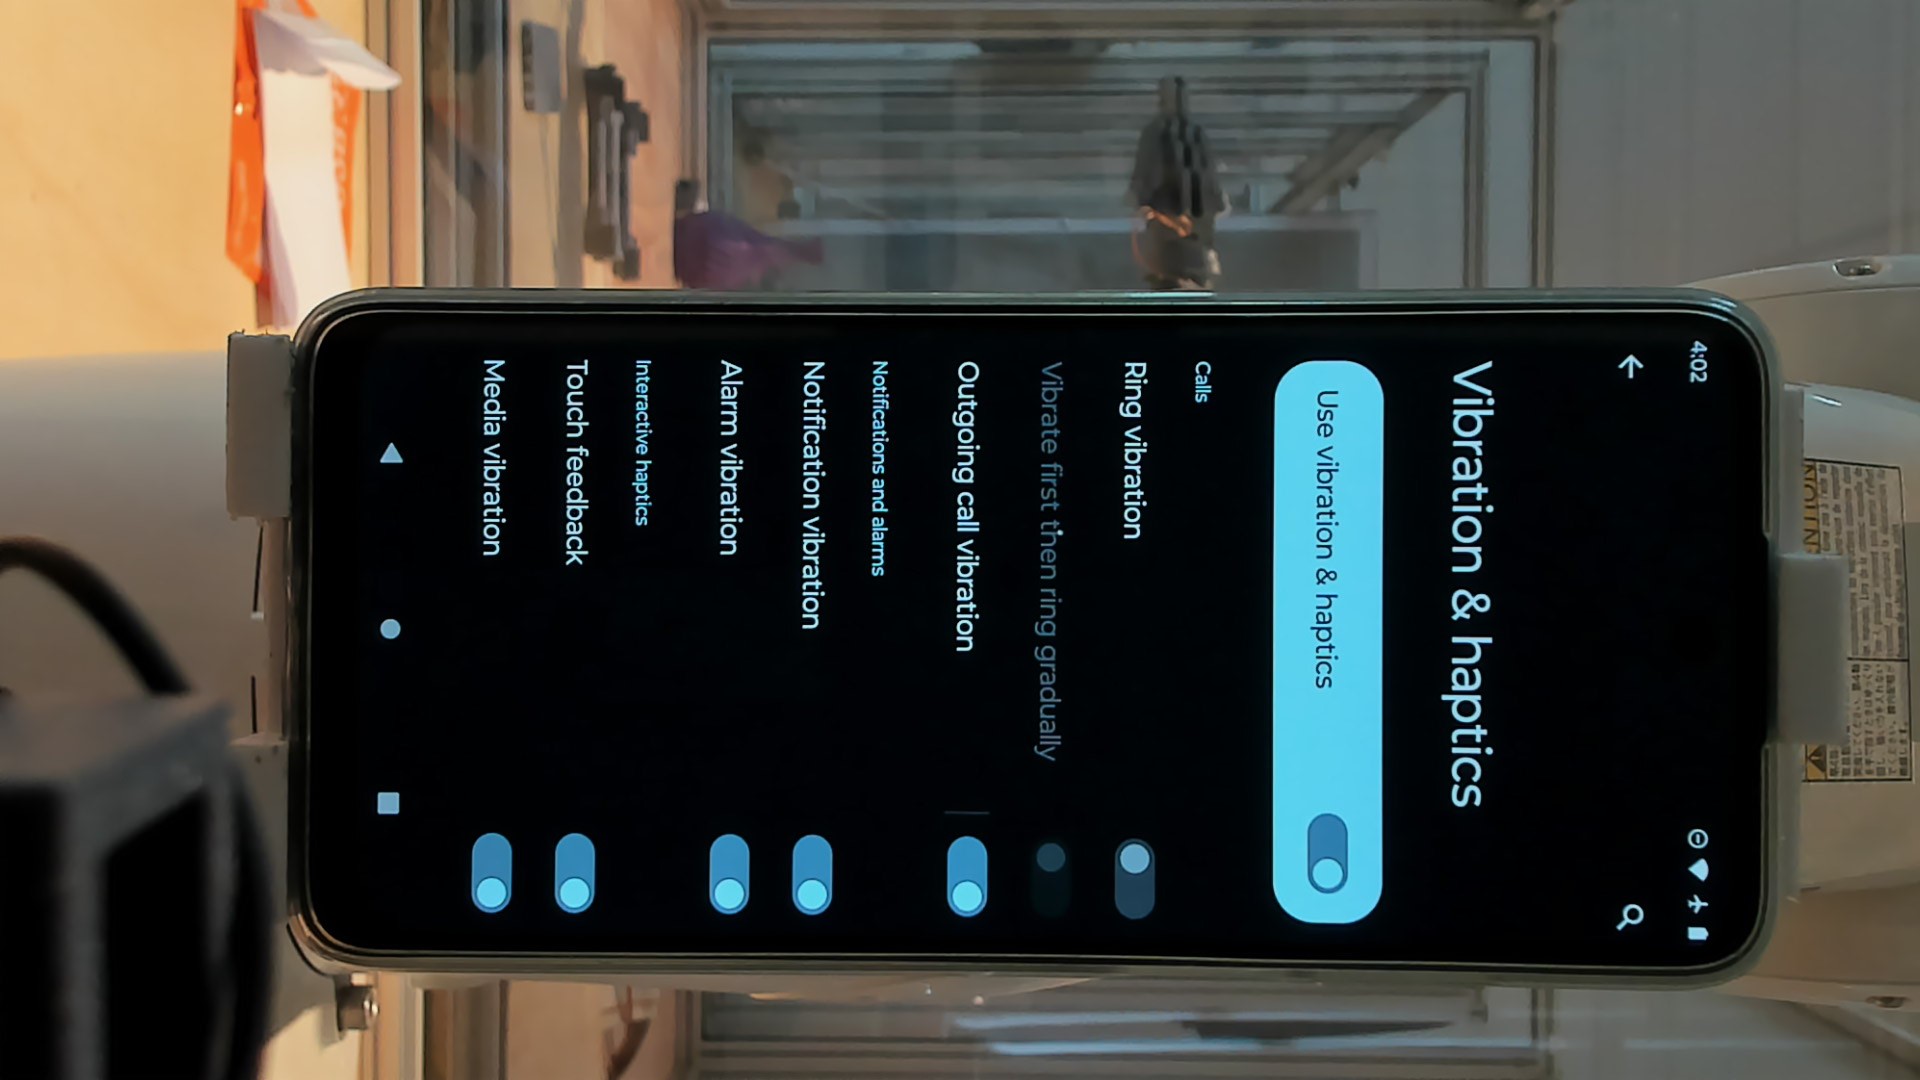 4:02
Vibration & haptics
Use vibration & haptics
Calls
Ring vibration
Vibrate first then ring gradually
Outgoing call vibration
Notifications and alarms
Notification vibration
Alarm vibration
Interactive haptics
Touch feedback
Media vibration